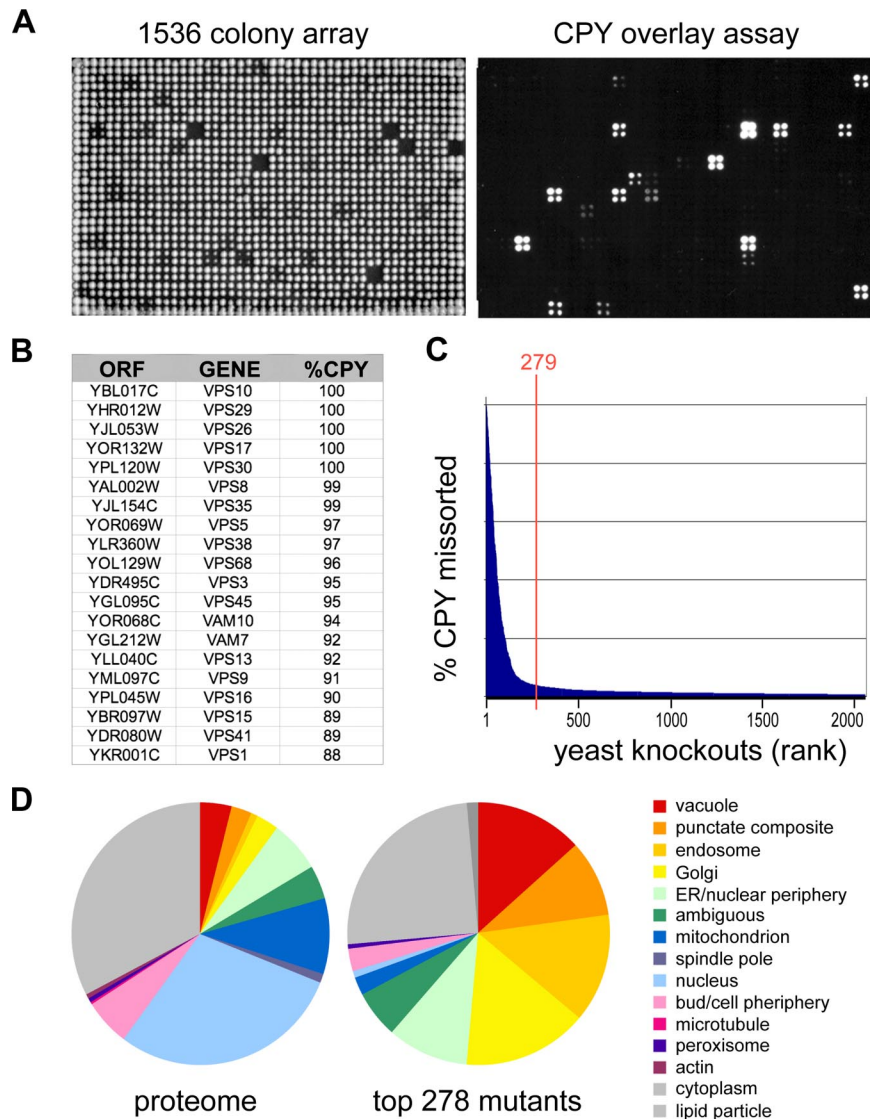 A
1536 colony array
CPY overlay assay
B
ORF GENE %CPY
YBL017C VPS10 100
YHR012W VPS29 100
YJL053W VPS26 100
YOR132W VPS17 100
YPL120W VPS30 100
YAL002W VPS8 99
YJL154C VPS35 99
YOR069W VPS5 97
YLR360W VPS38 97
YOL129W VPS68 96
YDR495C VPS3 95
YGL095C VPS45 95
YOR068C VAM10 94
YGL212W VAM7 92
YLL040C VPS13 92
YML097C VPS9 91
YPL045W VPS16 90
YBR097W VPS15 89
YDR080W VPS41 89
YKR001C VPS1 88
C
279
% CPY missorted
1 500 1000 1500 2000
yeast knockouts (rank)
D
proteome
top 278 mutants
vacuole
punctate composite
endosome
Golgi
ER/nuclear periphery
ambiguous
mitochondrion
spindle pole
nucleus
bud/cell pheriphery
microtubule
peroxisome
actin
cytoplasm
lipid particle